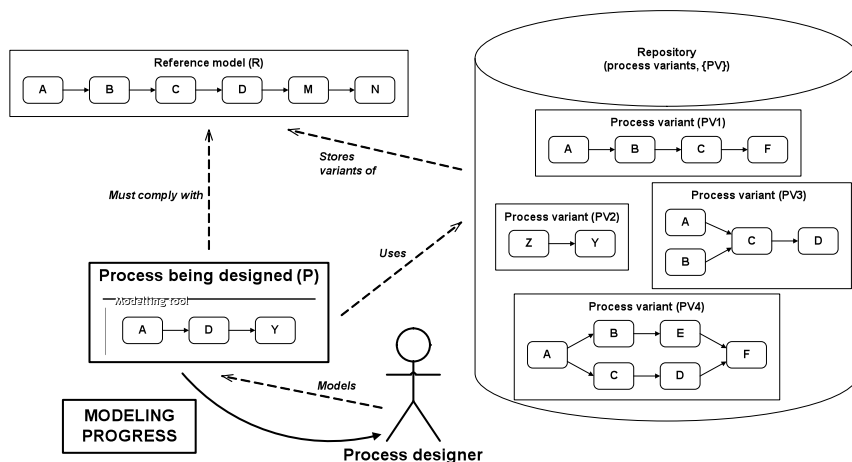 Reference model (R)
A B C D M N
Repository
(process variants, {PV})
Process variant (PV1)
A B C F
Stores
variants of
Must comply with
Process variant (PV2)
Z Y
Process variant (PV3)
A
B
C D
Uses
Process being designed (P)
Modelling tool
A D Y
Process variant (PV4)
B E
A F
C D
Models
MODELING
PROGRESS
Process designer